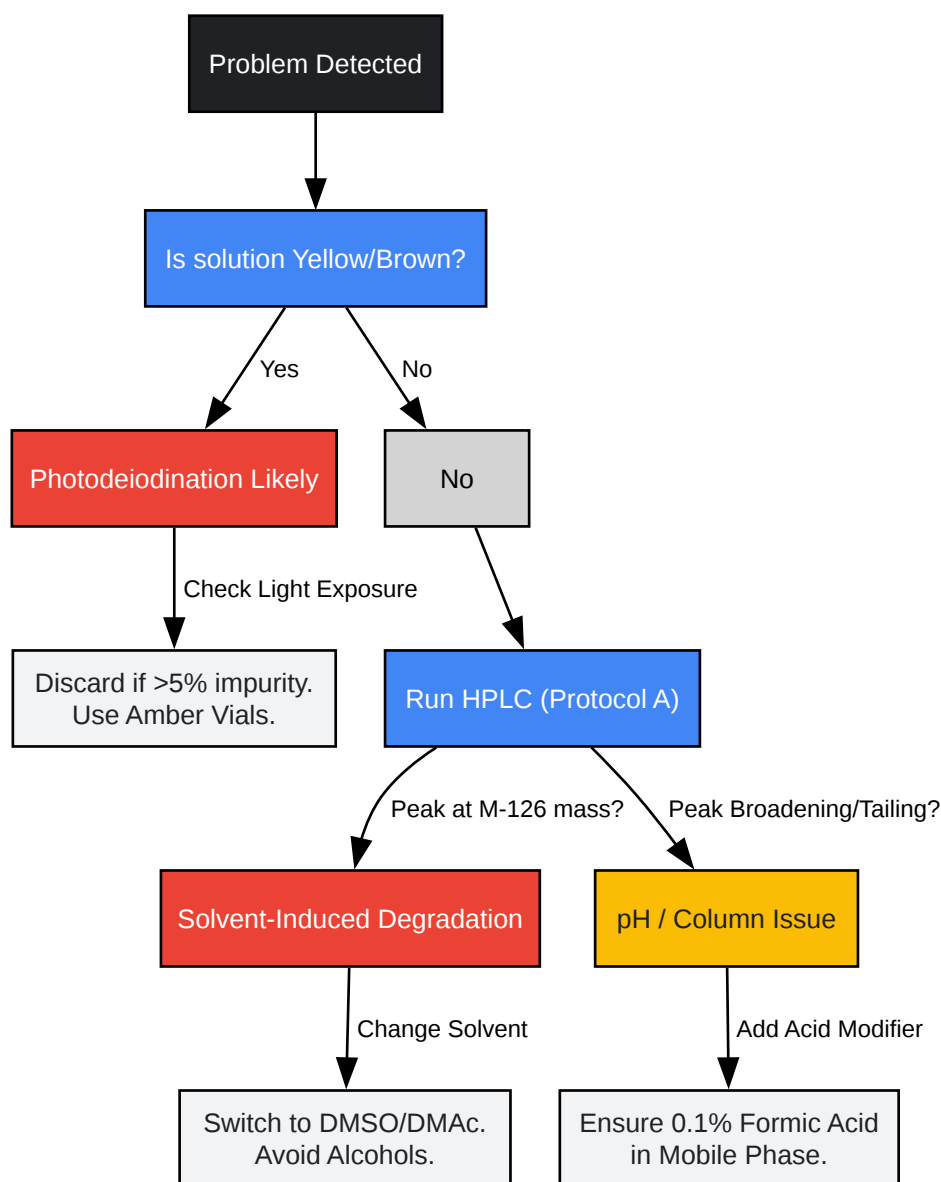 Problem Detected
Is solution Yellow/Brown?
Yes
No
Photodeiodination Likely
No
Check Light Exposure
Discard if >5% impurity.
Use Amber Vials.
Run HPLC (Protocol A)
Peak at M-126 mass?
Peak Broadening/Tailing?
Solvent-Induced Degradation
pH / Column Issue
Change Solvent
Add Acid Modifier
Switch to DMSO/DMAc.
Avoid Alcohols.
Ensure 0.1% Formic Acid
in Mobile Phase.